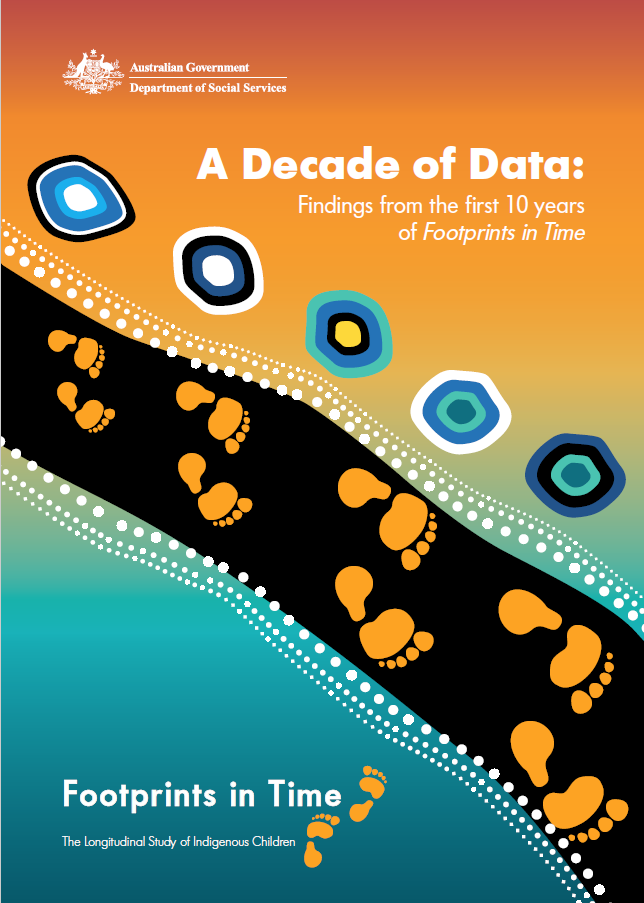 Australian Government
Department of Social Services
A Decade of Data:
Findings from the first 10 years
of Footprints in Time
Footprints in Time
The Longitudinal Study of Indigenous Children